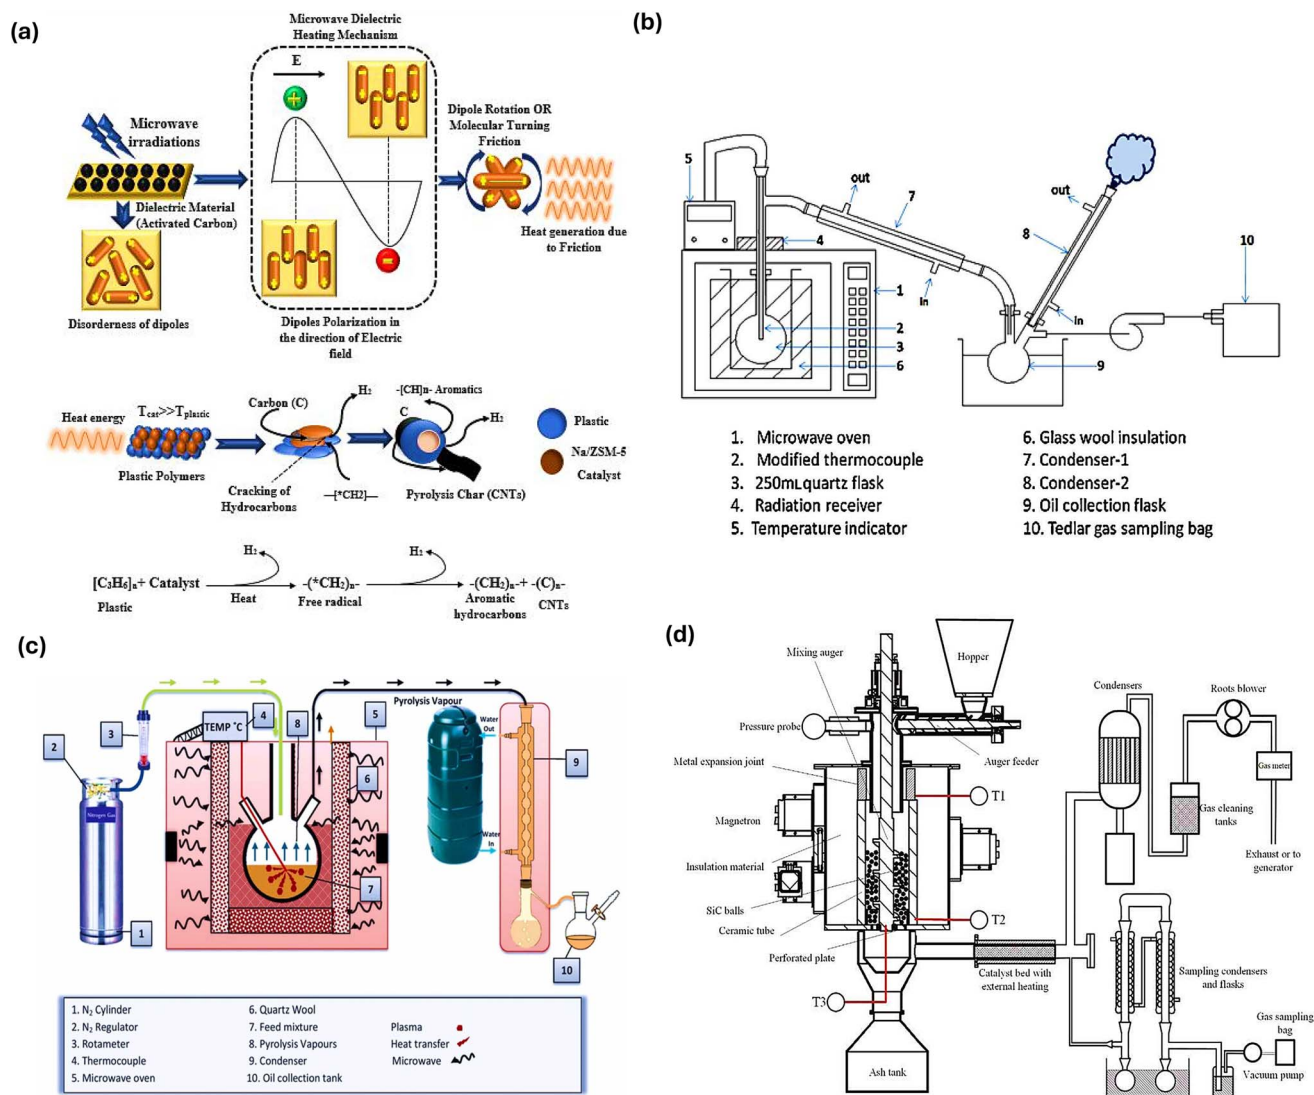 (a)
Microwave Dielectric
Heating Mechanism
E
Microwave
irradiations
Dielectric Material
(Activated Carbon)
Disorderness of dipoles
Dipoles Polarization in
the direction of Electric
field
Dipole Rotation OR
Molecular Turning
Friction
Heat generation due
to Friction
Heat energy
Tcat>>Tplastic
Plastic Polymers
Carbon (C)
H2
Cracking of
Hydrocarbons
—[*CH2]—
-[CH]n- Aromatics
C
H2
Pyrolysis Char (CNTs)
Plastic
Na/ZSM-5
Catalyst
H2
H2
[C3H6]n+ Catalyst
Plastic
Heat
-(*CH2)n-
Free radical
-(CH2)n-+ -(C)n-
Aromatic
hydrocarbons
CNTs
(b)
5
out
7
4
in
1
2
3
6
out
8
in
9
10
1. Microwave oven
2. Modified thermocouple
3. 250mL quartz flask
4. Radiation receiver
5. Temperature indicator
6. Glass wool insulation
7. Condenser-1
8. Condenser-2
9. Oil collection flask
10. Tedlar gas sampling bag
(c)
2
3
TEMP °C
4
8
5
6
7
1
Nitrogen Gas
Pyrolysis Vapour
Water
Out
Water
In
9
10
1. N2 Cylinder
2. N2 Regulator
3. Rotameter
4. Thermocouple
5. Microwave oven
6. Quartz Wool
7. Feed mixture
8. Pyrolysis Vapours
9. Condenser
10. Oil collection tank
Plasma
Heat transfer
Microwave
(d)
Mixing auger
Hopper
Pressure probe
Auger feeder
Metal expansion joint
T1
Magnetron
Insulation material
SiC balls
Ceramic tube
T2
Perforated plate
T3
Ash tank
Catalyst bed with
external heating
Condensers
Roots blower
Gas meter
Gas cleaning
tanks
Exhaust or to
generator
Sampling condensers
and flasks
Gas sampling
bag
Vacuum pump